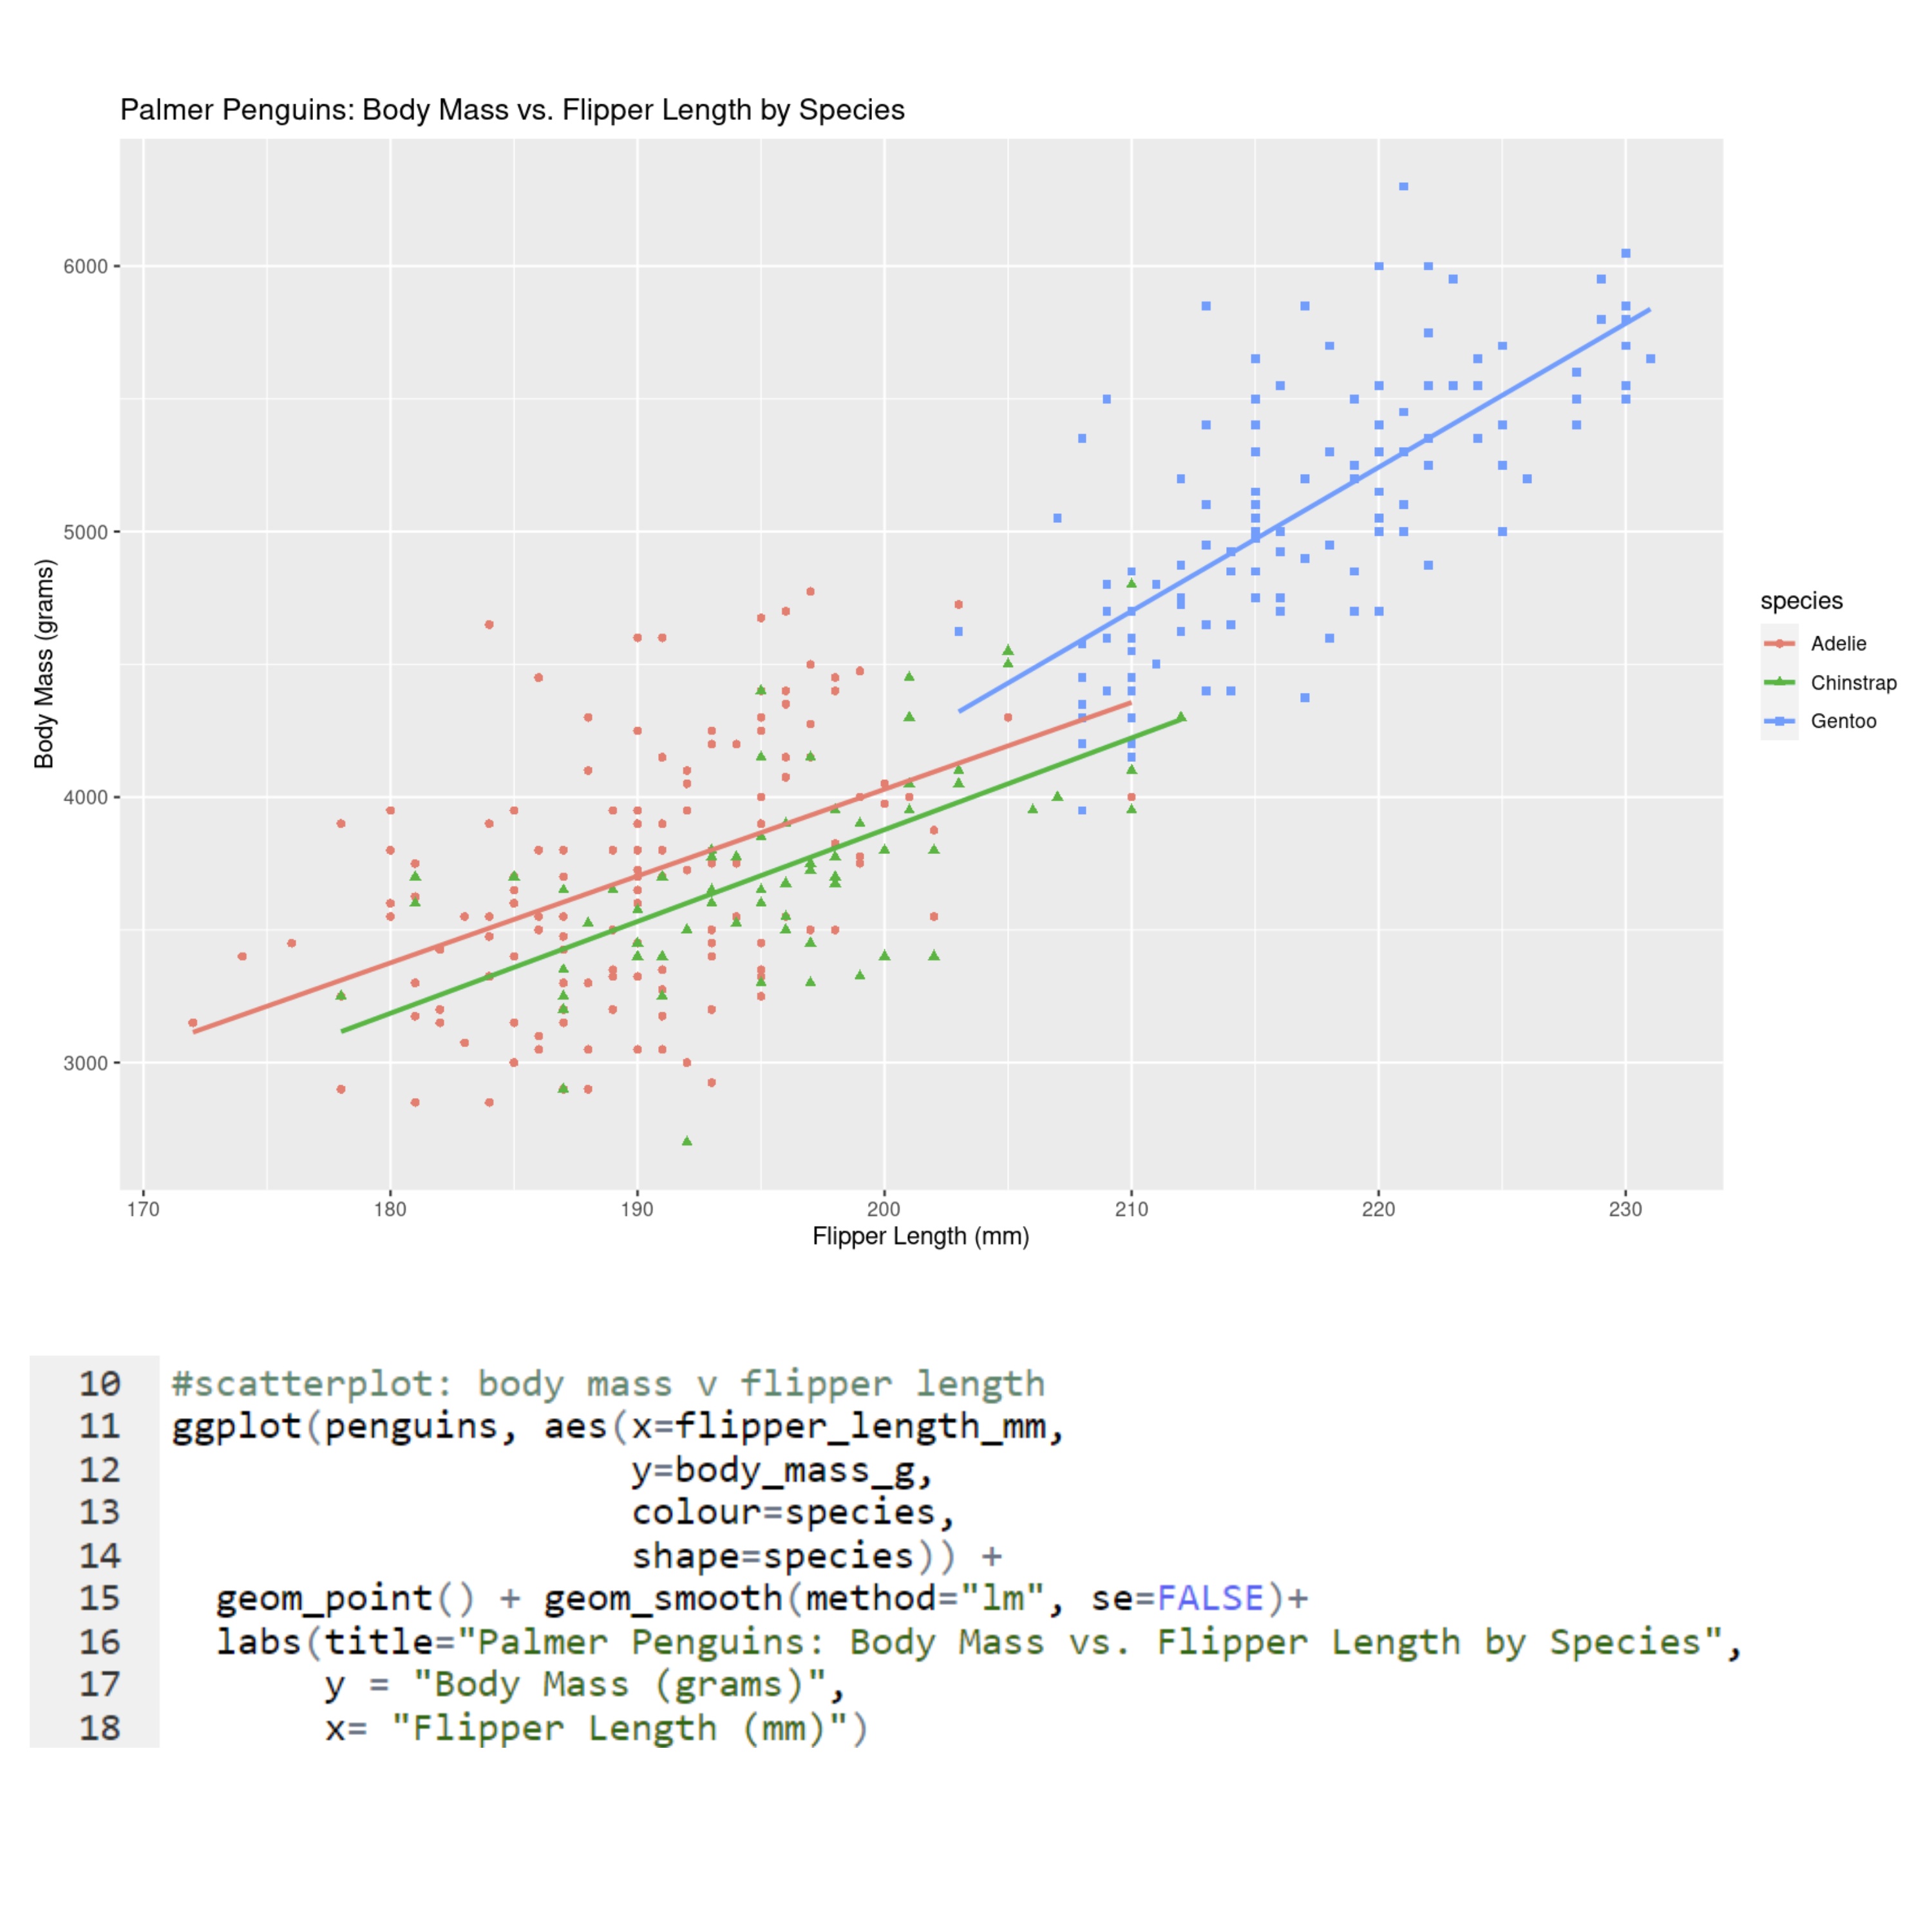 Palmer Penguins: Body Mass vs. Flipper Length by Species
6000
5000
4000
3000
Body Mass (grams)
170 180 190 200 210 220 230
Flipper Length (mm)
species
Adelie
Chinstrap
Gentoo
10 #scatterplot: body mass v flipper length
11 ggplot(penguins, aes(x=flipper_length_mm,
12 y=body_mass_g,
13 colour=species,
14 shape=species)) +
15 geom_point() + geom_smooth(method="lm", se=FALSE)+
16 labs(title="Palmer Penguins: Body Mass vs. Flipper Length by Species",
17 y = "Body Mass (grams)",
18 x= "Flipper Length (mm)")